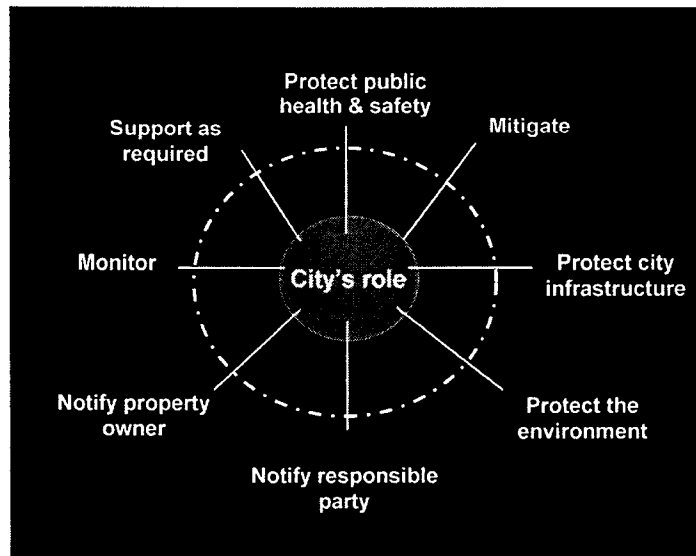 Protect public
health & safety
Mitigate
Support as
required
Monitor
City's role
Protect city
infrastructure
Notify property
owner
Protect the
environment
Notify responsible
party